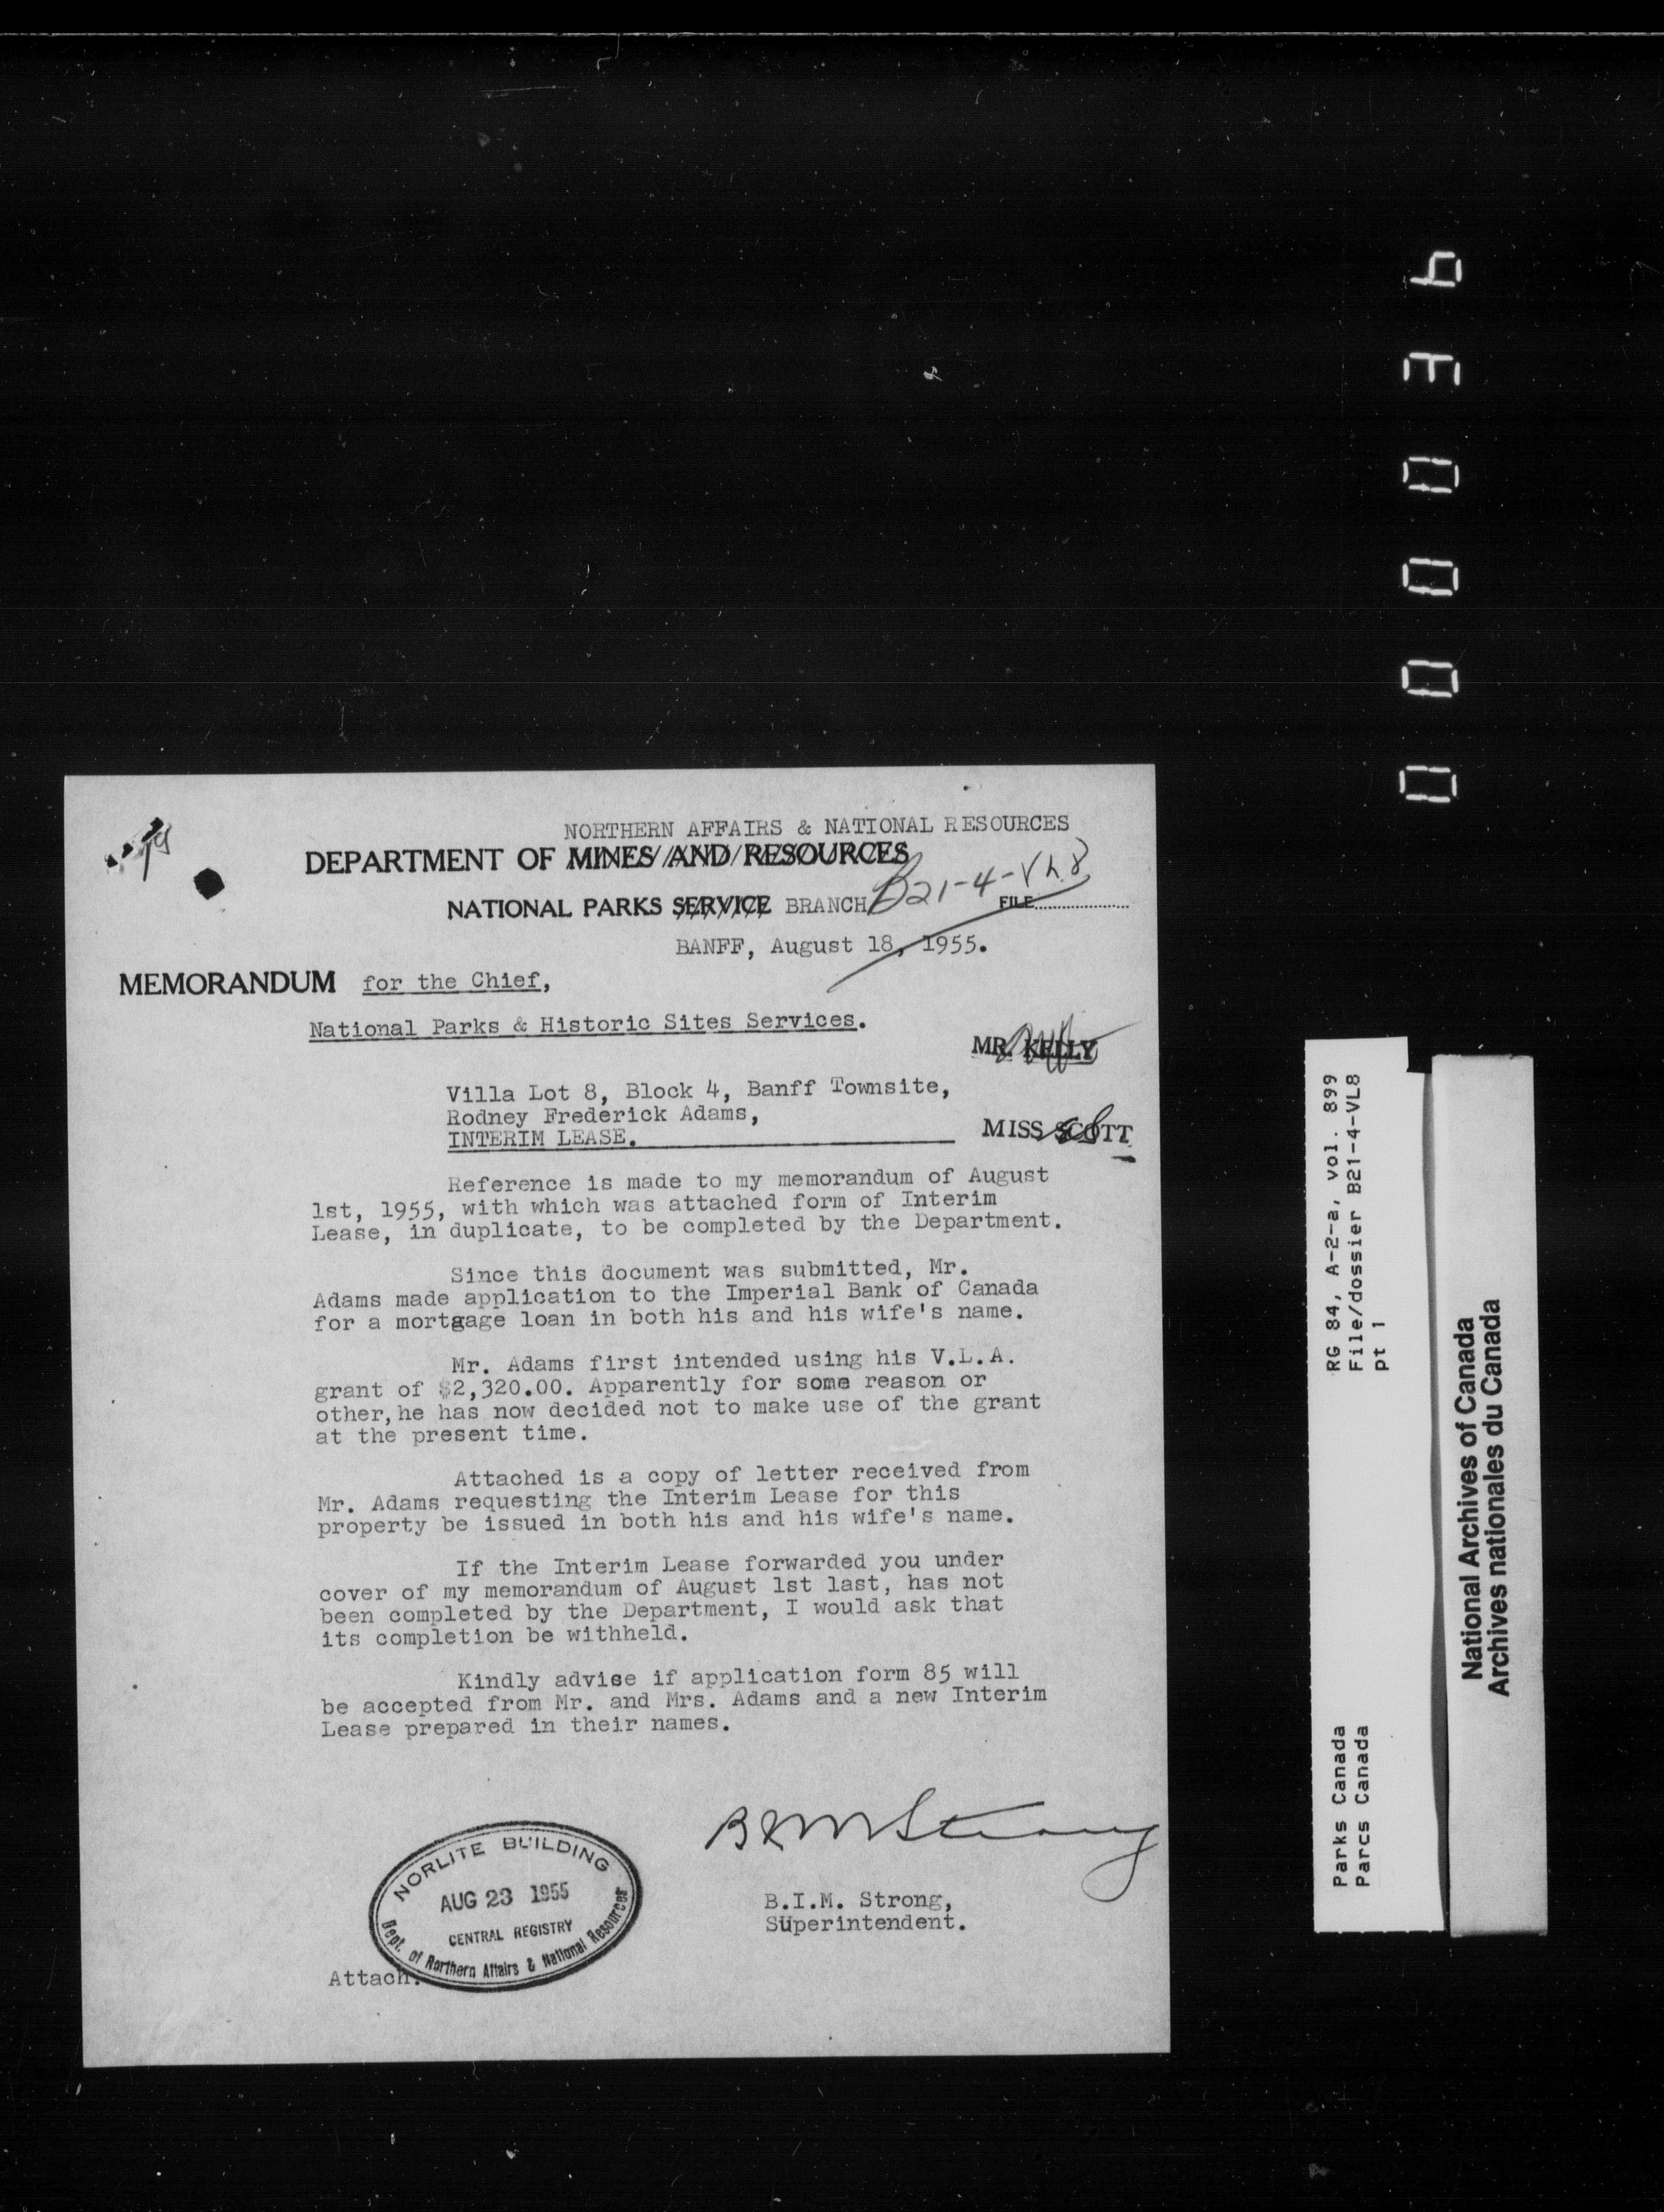 NORTHERN AFFAIRS & NATIONAL RESOURCES
DEPARTMENT OF MINES AND RESOURCES
NATIONAL PARKS SERVICE BRANCH
B21-4-VL8
FILE
BANFF, August 18, 1955.
MEMORANDUM for the Chief,
National Parks & Historic Sites Services.
MR. KELLY
Villa Lot 8, Block 4, Banff Townsite,
Rodney Frederick Adams,
INTERIM LEASE.
MISS SCOTT
Reference is made to my memorandum of August
1st, 1955, with which was attached form of Interim
Lease, in duplicate, to be completed by the Department.
Since this document was submitted, Mr.
Adams made application to the Imperial Bank of Canada
for a mortgage loan in both his and his wife's name.
Mr. Adams first intended using his V.L.A.
grant of $2,320.00. Apparently for some reason or
other, he has now decided not to make use of the grant
at the present time.
Attached is a copy of letter received from
Mr. Adams requesting the Interim Lease for this
property be issued in both his and his wife's name.
If the Interim Lease forwarded you under
cover of my memorandum of August 1st last, has not
been completed by the Department, I would ask that
its completion be withheld.
Kindly advise if application form 85 will
be accepted from Mr. and Mrs. Adams and a new Interim
Lease prepared in their names.
BIM Strong
B.I.M. Strong,
Superintendent.
NORLITE BUILDING
AUG 23 1955
CENTRAL REGISTRY
Dept. of Northern Affairs & National Resources
Attach.
000036
RG 84, A-2-a, vol. 899
File/dossier B21-4-VL8
pt 1
Parks Canada
Parcs Canada
National Archives of Canada
Archives nationales du Canada